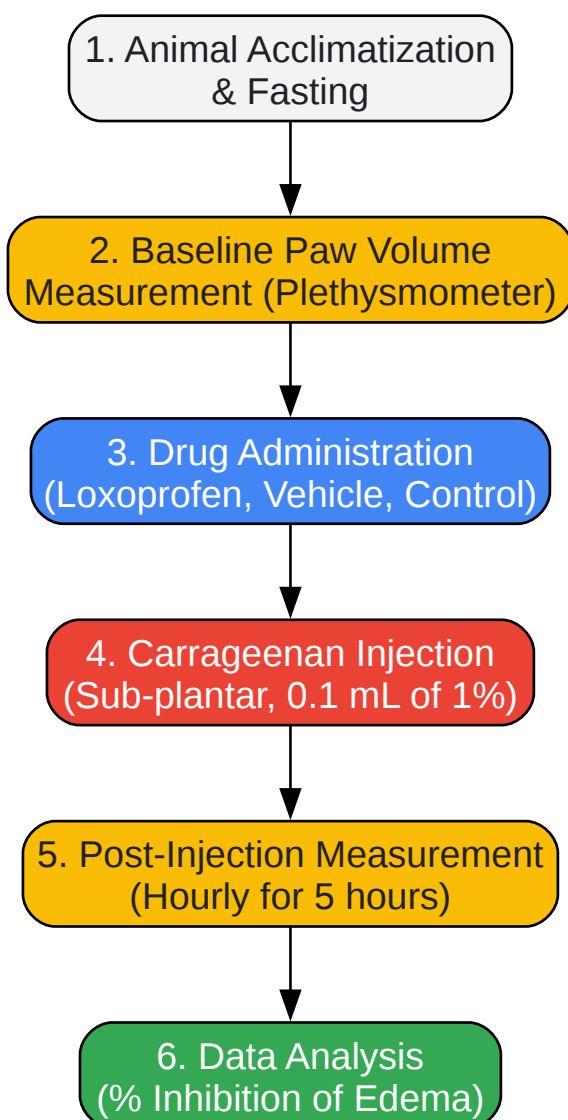 1. Animal Acclimatization
& Fasting
2. Baseline Paw Volume
Measurement (Plethysmometer)
3. Drug Administration
(Loxoprofen, Vehicle, Control)
4. Carrageenan Injection
(Sub-plantar, 0.1 mL of 1%)
5. Post-Injection Measurement
(Hourly for 5 hours)
6. Data Analysis
(% Inhibition of Edema)